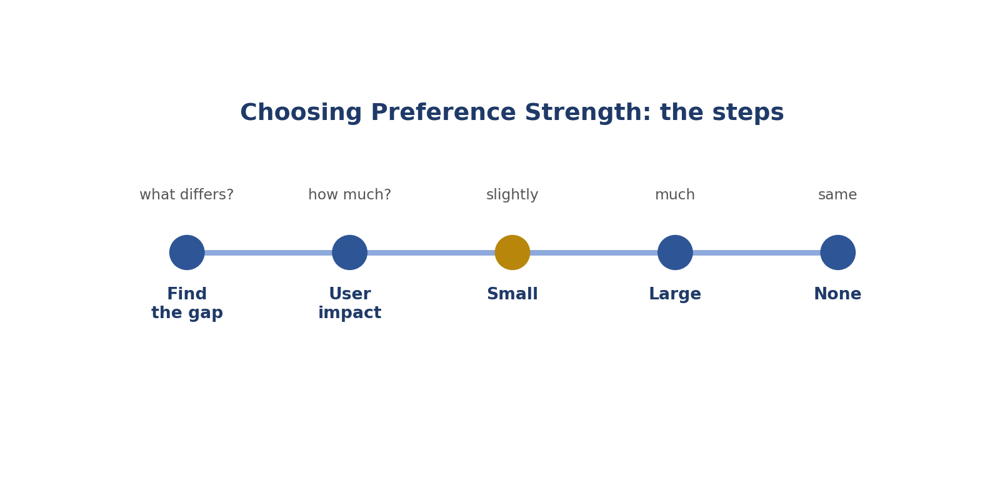 Choosing Preference Strength: the steps
what differs?
how much?
slightly
much
same
Find
the gap
User
impact
Small
Large
None